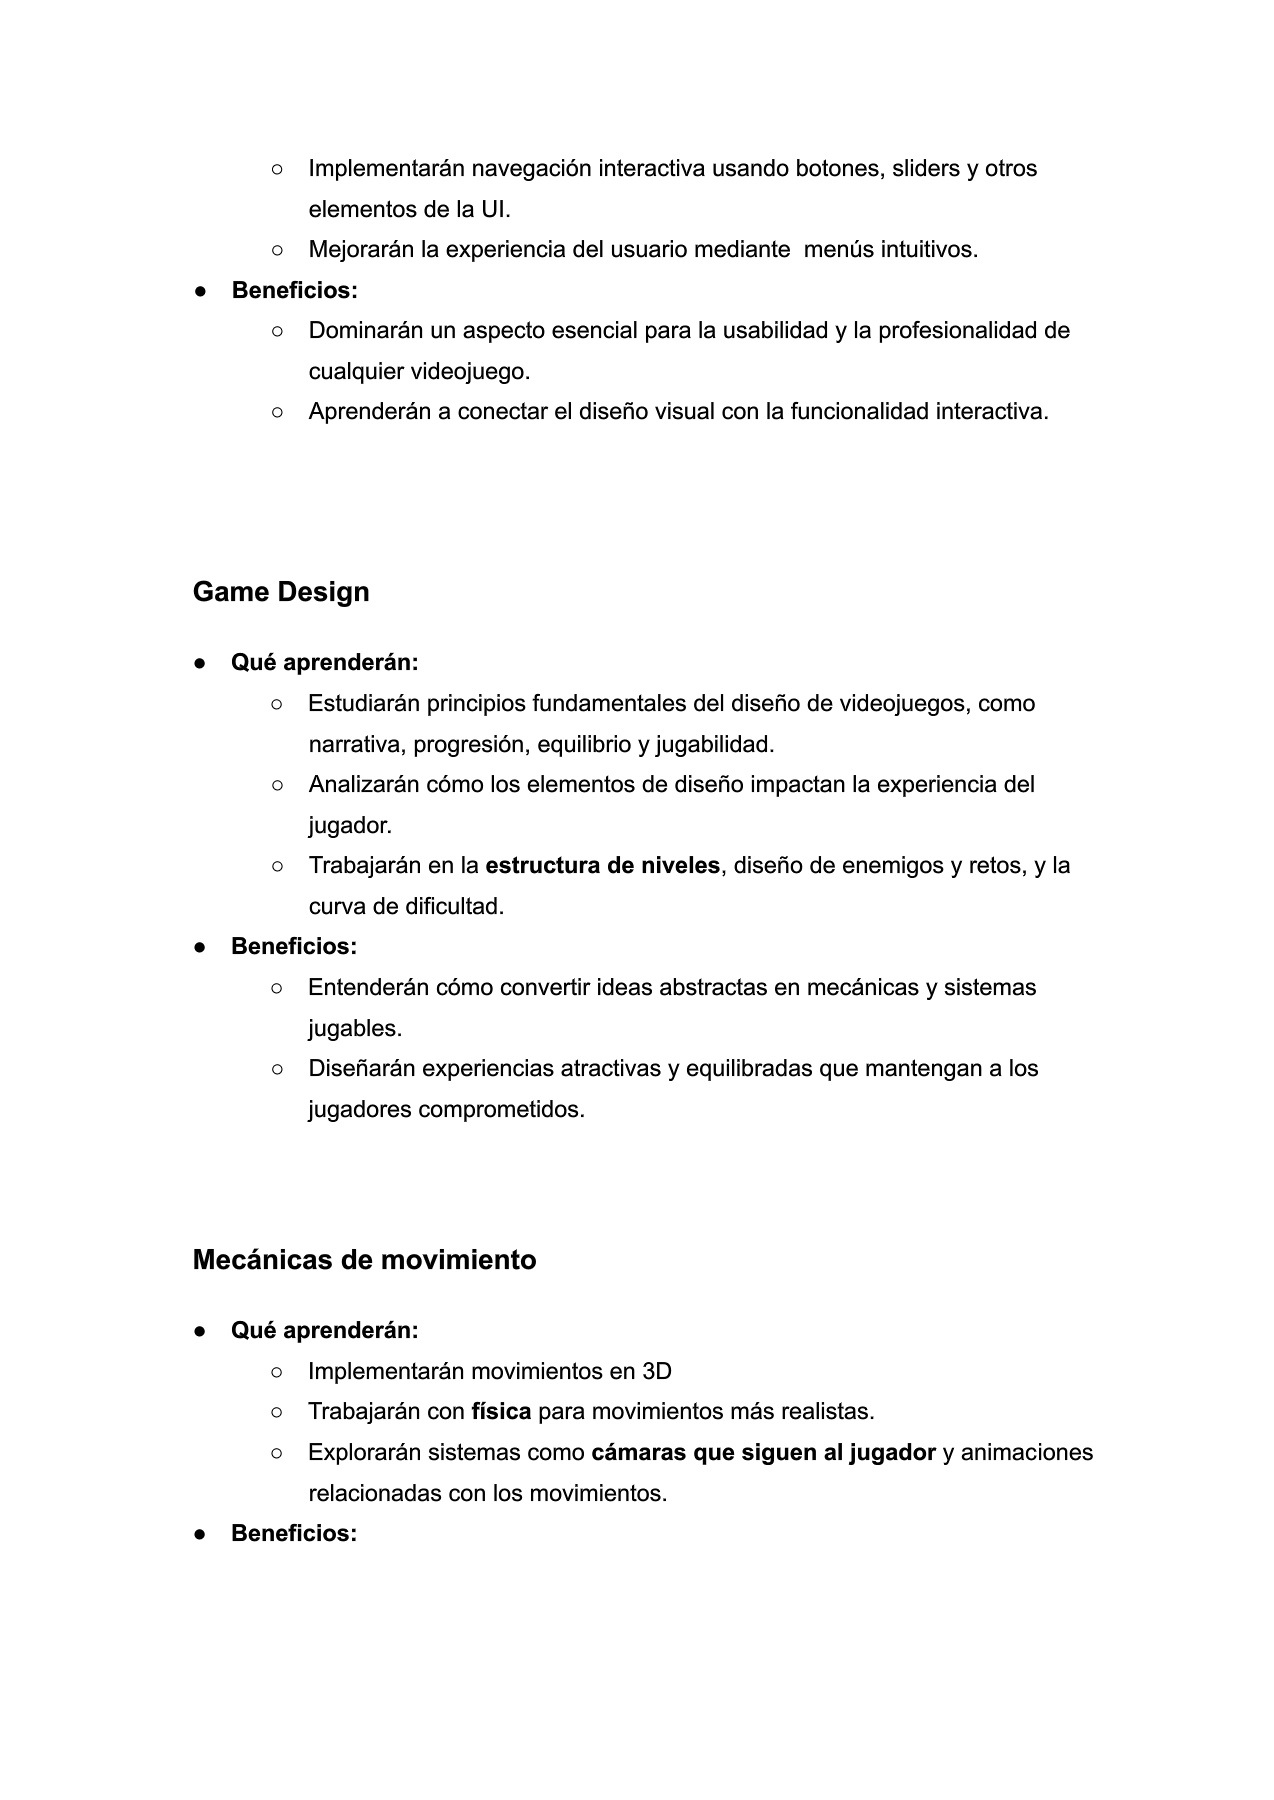 ○ Implementarán navegación interactiva usando botones, sliders y otros
elementos de la UI.
○ Mejorarán la experiencia del usuario mediante  menús intuitivos.
● Beneficios:
○ Dominarán un aspecto esencial para la usabilidad y la profesionalidad de
cualquier videojuego.
○ Aprenderán a conectar el diseño visual con la funcionalidad interactiva.
Game Design
● Qué aprenderán:
○ Estudiarán principios fundamentales del diseño de videojuegos, como
narrativa, progresión, equilibrio y jugabilidad.
○ Analizarán cómo los elementos de diseño impactan la experiencia del
jugador.
○ Trabajarán en la estructura de niveles, diseño de enemigos y retos, y la
curva de dificultad.
● Beneficios:
○ Entenderán cómo convertir ideas abstractas en mecánicas y sistemas
jugables.
○ Diseñarán experiencias atractivas y equilibradas que mantengan a los
jugadores comprometidos.
Mecánicas de movimiento
● Qué aprenderán:
○ Implementarán movimientos en 3D
○ Trabajarán con física para movimientos más realistas.
○ Explorarán sistemas como cámaras que siguen al jugador y animaciones
relacionadas con los movimientos.
● Beneficios: